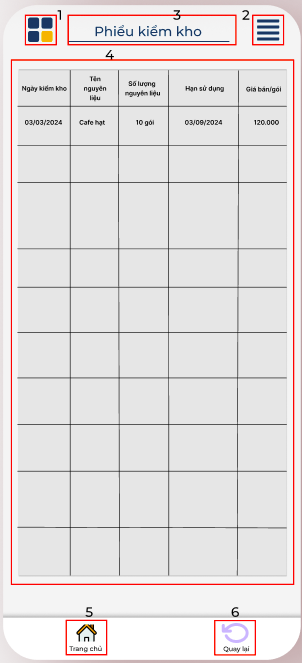 1
3
2
Phiều kiểm kho
4
Ngày kiểm kho
Tên
nguyên
liệu
Số lượng
nguyên liệu
Hạn sử dụng
Giá bán/gói
03/03/2024
Cafe hạt
10 gói
03/09/2024
120.000
5
6
Trang chủ
Quay lại